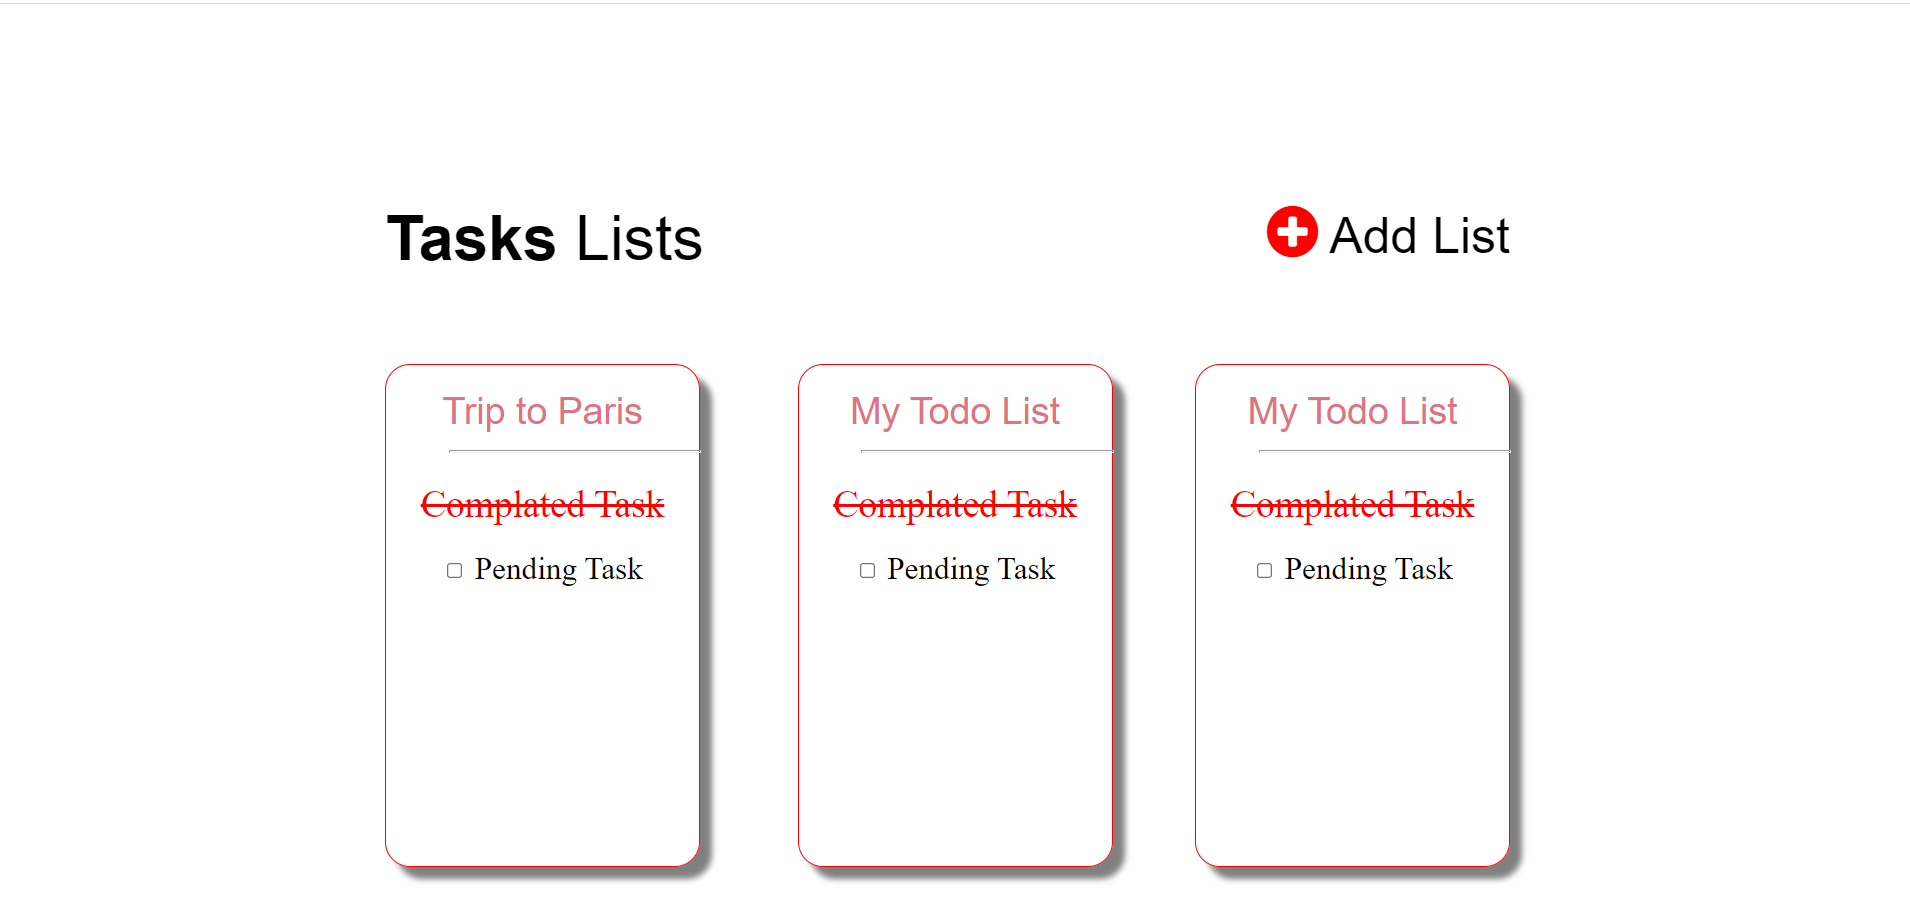 Tasks Lists
Add List
Trip to Paris
Complated Task
Pending Task
My Todo List
Complated Task
Pending Task
My Todo List
Complated Task
Pending Task